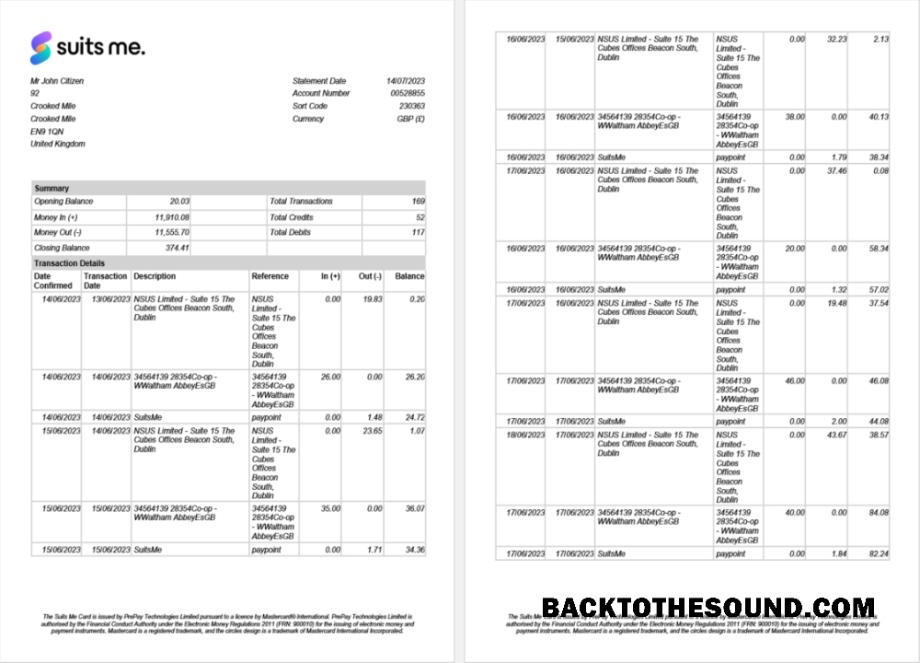 suits me.
Mr John Citizen
92
Crooked Mile
Crooked Mile
EN9 1QN
United Kingdom
Statement Date 14/07/2023
Account Number 00528855
Sort Code 230363
Currency GBP (£)
Summary
Opening Balance 20.03 Total Transactions 169
Money In (+) 11,910.08 Total Credits 52
Money Out (-) 11,555.70 Total Debits 117
Closing Balance 374.41
Transaction Details
Date Transaction Description Reference In (+) Out (-) Balance
Confirmed Date
14/06/2023 13/06/2023 NSUS Limited - Suite 15 The NSUS 0.00 19.83 0.20
Cubes Offices Beacon South, Limited -
Dublin Suite 15 The
Cubes
Offices
Beacon
South,
Dublin
14/06/2023 14/06/2023 34564139 28354Co-op - 34564139 26.00 0.00 26.20
WWaltham AbbeyEsGB 28354Co-op
- WWaltham
AbbeyEsGB
14/06/2023 14/06/2023 SuitsMe paypoint 0.00 1.48 24.72
15/06/2023 14/06/2023 NSUS Limited - Suite 15 The NSUS 0.00 23.65 1.07
Cubes Offices Beacon South, Limited -
Dublin Suite 15 The
Cubes
Offices
Beacon
South,
Dublin
15/06/2023 15/06/2023 34564139 28354Co-op - 34564139 35.00 0.00 36.07
WWaltham AbbeyEsGB 28354Co-op
- WWaltham
AbbeyEsGB
15/06/2023 15/06/2023 SuitsMe paypoint 0.00 1.71 34.36
The Suits Me Card is issued by PrePay Technologies Limited pursuant to a licence by Mastercard® International. PrePay Technologies Limited is
authorised by the Financial Conduct Authority under the Electronic Money Regulations 2011 (FRN: 900010) for the issuing of electronic money and
payment instruments. Mastercard is a registered trademark, and the circles design is a trademark of Mastercard International Incorporated.
16/06/2023 15/06/2023 NSUS Limited - Suite 15 The NSUS 0.00 32.23 2.13
Cubes Offices Beacon South, Limited -
Dublin Suite 15 The
Cubes
Offices
Beacon
South,
Dublin
16/06/2023 16/06/2023 34564139 28354Co-op - 34564139 38.00 0.00 40.13
WWaltham AbbeyEsGB 28354Co-op
- WWaltham
AbbeyEsGB
16/06/2023 16/06/2023 SuitsMe paypoint 0.00 1.79 38.34
17/06/2023 16/06/2023 NSUS Limited - Suite 15 The NSUS 0.00 37.46 0.08
Cubes Offices Beacon South, Limited -
Dublin Suite 15 The
Cubes
Offices
Beacon
South,
Dublin
16/06/2023 16/06/2023 34564139 28354Co-op - 34564139 20.00 0.00 58.34
WWaltham AbbeyEsGB 28354Co-op
- WWaltham
AbbeyEsGB
16/06/2023 16/06/2023 SuitsMe paypoint 0.00 1.32 57.02
17/06/2023 16/06/2023 NSUS Limited - Suite 15 The NSUS 0.00 19.48 37.54
Cubes Offices Beacon South, Limited -
Dublin Suite 15 The
Cubes
Offices
Beacon
South,
Dublin
17/06/2023 17/06/2023 34564139 28354Co-op - 34564139 46.00 0.00 46.08
WWaltham AbbeyEsGB 28354Co-op
- WWaltham
AbbeyEsGB
17/06/2023 17/06/2023 SuitsMe paypoint 0.00 2.00 44.08
18/06/2023 17/06/2023 NSUS Limited - Suite 15 The NSUS 0.00 43.67 38.57
Cubes Offices Beacon South, Limited -
Dublin Suite 15 The
Cubes
Offices
Beacon
South,
Dublin
17/06/2023 17/06/2023 34564139 28354Co-op - 34564139 40.00 0.00 84.08
WWaltham AbbeyEsGB 28354Co-op
- WWaltham
AbbeyEsGB
17/06/2023 17/06/2023 SuitsMe paypoint 0.00 1.84 82.24
BACKTOTHESOUND.COM
authorised by the Financial Conduct Authority under the Electronic Money Regulations 2011 (FRN: 900010) for the issuing of electronic money and
payment instruments. Mastercard is a registered trademark, and the circles design is a trademark of Mastercard International Incorporated.